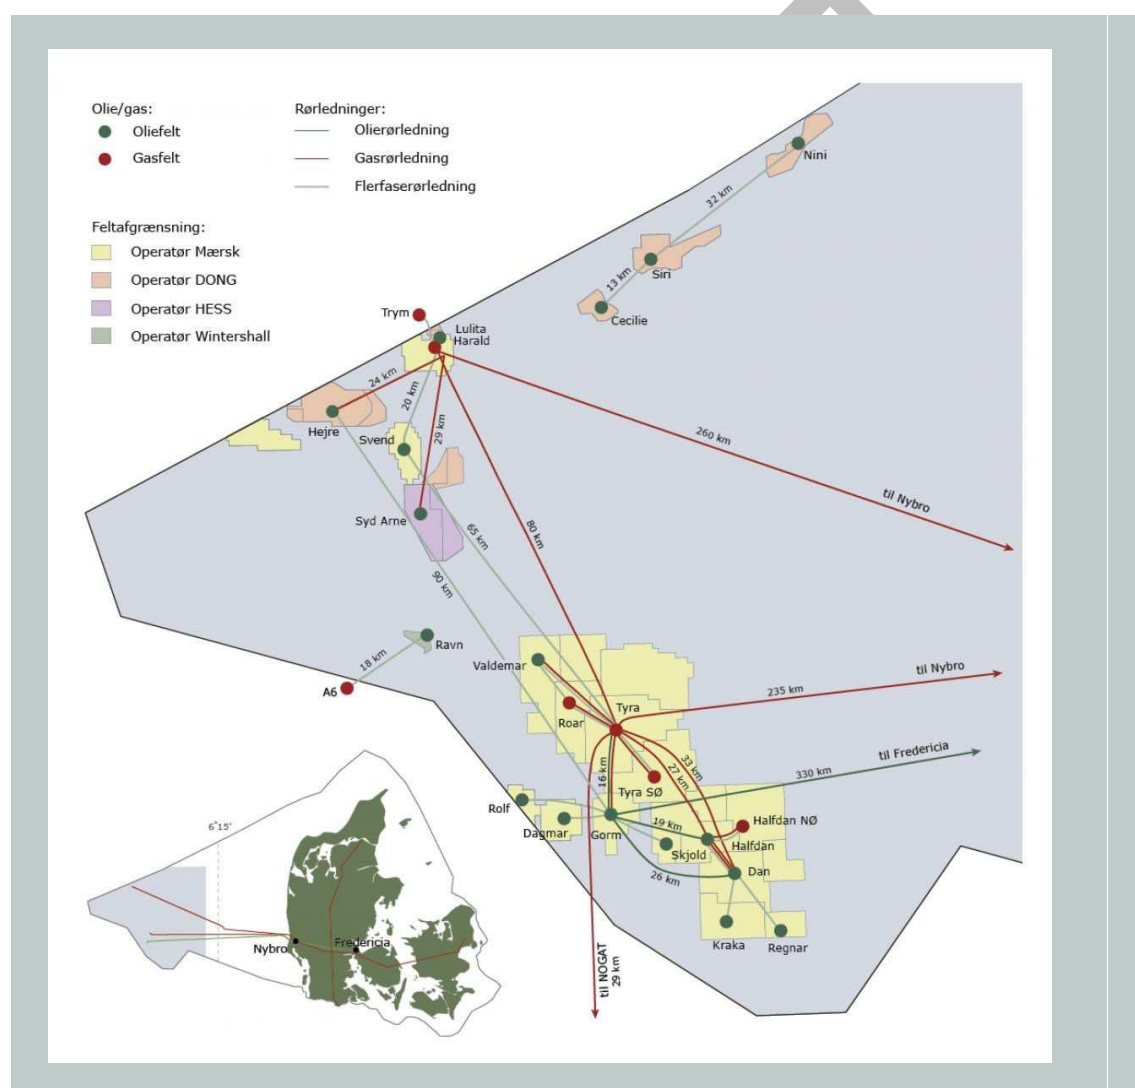 Olie/gas:
Oliefelt
Gasfelt
Rørledninger:
Olierørledning
Gasrørledning
Flerfaserørledning
Feltafgrænsning:
Operatør Mærsk
Operatør DONG
Operatør HESS
Operatør Wintershall
Nini
32 km
Siri
13 km
Cecilie
Trym
Lulita
Harald
24 km
20 km
29 km
Hejre
Svend
260 km
til Nybro
Syd Arne
65 km
80 km
90 km
Ravn
18 km
A6
Valdemar
Tyra
Roar
235 km
til Nybro
til Fredericia
330 km
33 km
27 km
16 km
Tyra SØ
Rolf
Dagmar
Gorm
19 km
Skjold
Halfdan NØ
Halfdan
Dan
26 km
Kraka
Regnar
til NOGAT
29 km
6°15'
Nybro
Fredericia